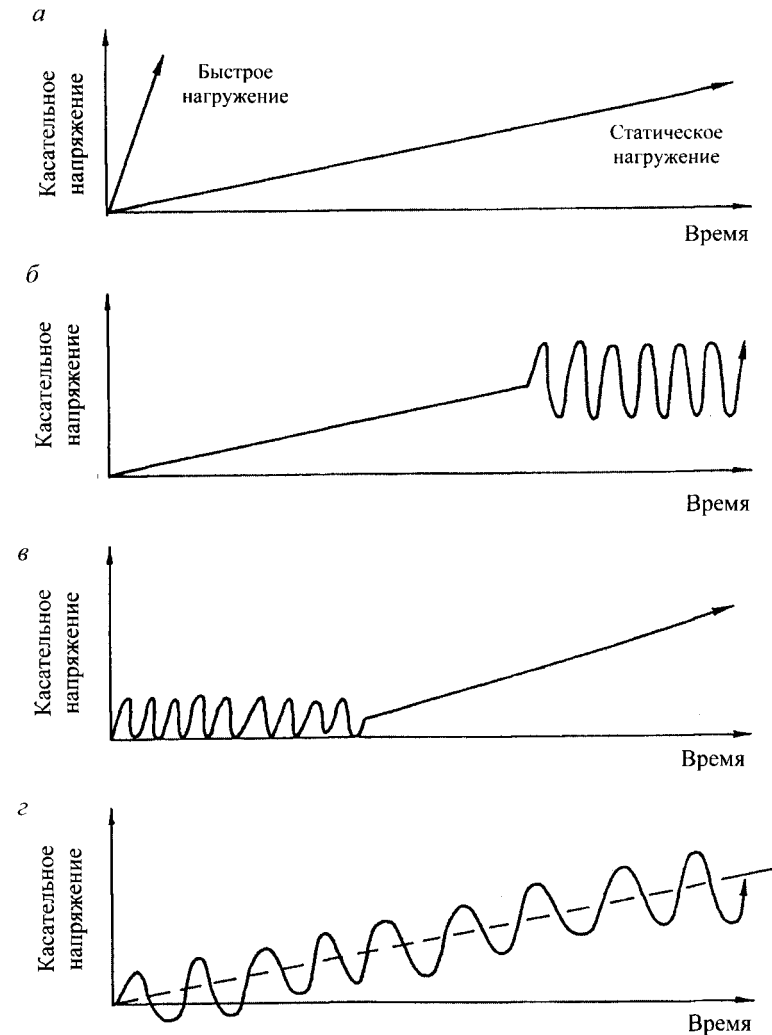 а
Касательное
напряжение
Быстрое
нагружение
Статическое
нагружение
Время
б
Касательное
напряжение
Время
в
Касательное
напряжение
Время
г
Касательное
напряжение
Время